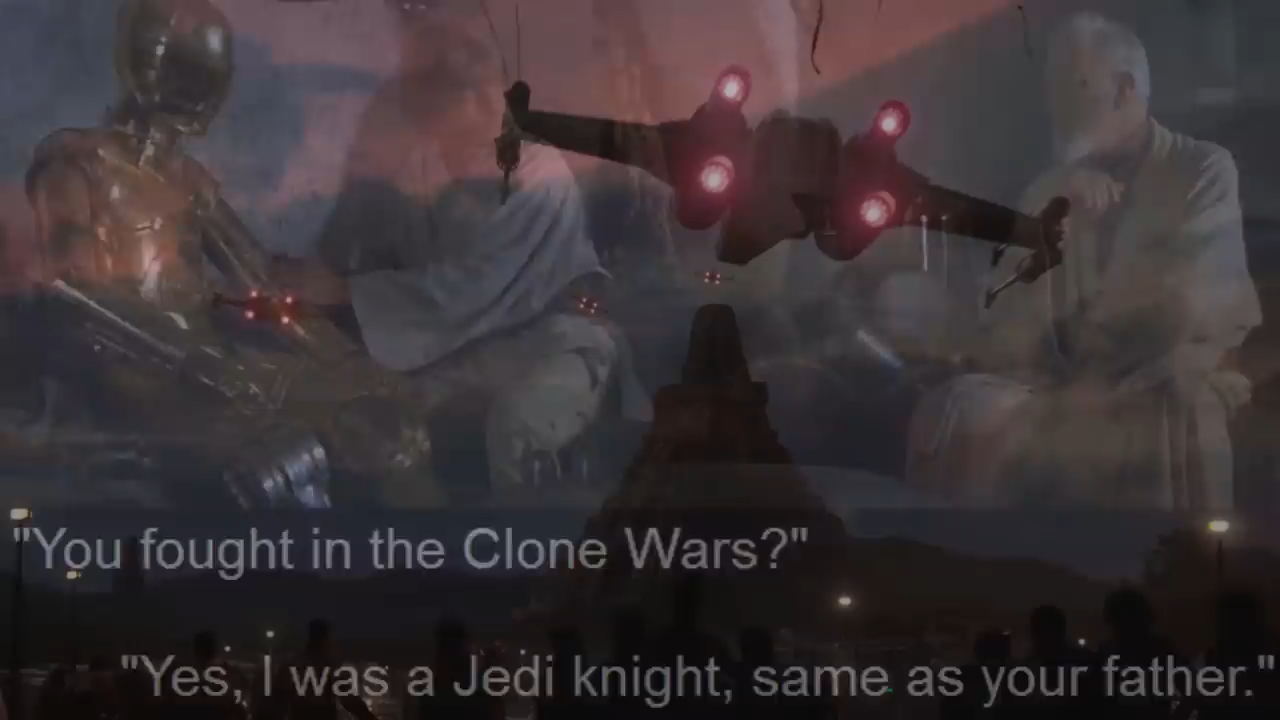 "You fought in the Clone Wars?"
"Yes, I was a Jedi knight, same as your father."